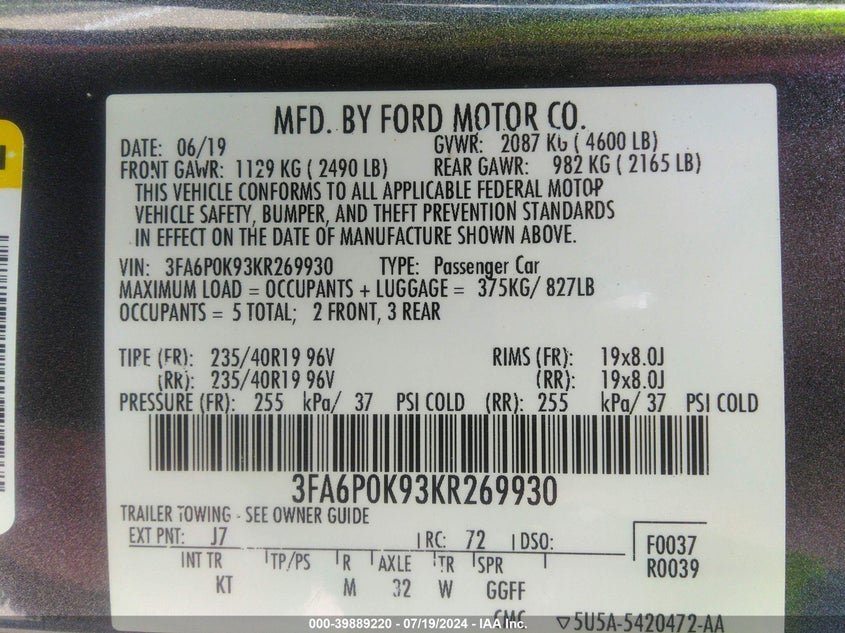 MFD. BY FORD MOTOR CO.
DATE: 06/19 GVWR: 2087 KG ( 4600 LB)
FRONT GAWR: 1129 KG ( 2490 LB) REAR GAWR: 982 KG ( 2165 LB)
THIS VEHICLE CONFORMS TO ALL APPLICABLE FEDERAL MOTOR
VEHICLE SAFETY, BUMPER, AND THEFT PREVENTION STANDARDS
IN EFFECT ON THE DATE OF MANUFACTURE SHOWN ABOVE.
VIN: 3FA6P0K93KR269930 TYPE: Passenger Car
MAXIMUM LOAD = OCCUPANTS + LUGGAGE = 375KG/ 827LB
OCCUPANTS = 5 TOTAL; 2 FRONT, 3 REAR
TIRE (FR): 235/40R19 96V RIMS (FR): 19x8.0J
(RR): 235/40R19 96V (RR): 19x8.0J
PRESSURE (FR): 255 kPa/ 37 PSI COLD (RR): 255 kPa/ 37 PSI COLD
3FA6P0K93KR269930
TRAILER TOWING - SEE OWNER GUIDE
EXT PNT: J7 RC: 72 DSO: F0037
R0039
INT TR TP/PS R AXLE TR SPR
KT M 32 W GGFF
CMC ▽5U5A-5420472-AA
000-39889220 - 07/19/2024 - IAA Inc.